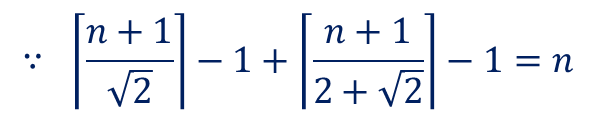 ∵ ⌈(n + 1)/√2⌉ − 1 + ⌈(n + 1)/(2 + √2)⌉ − 1 = n